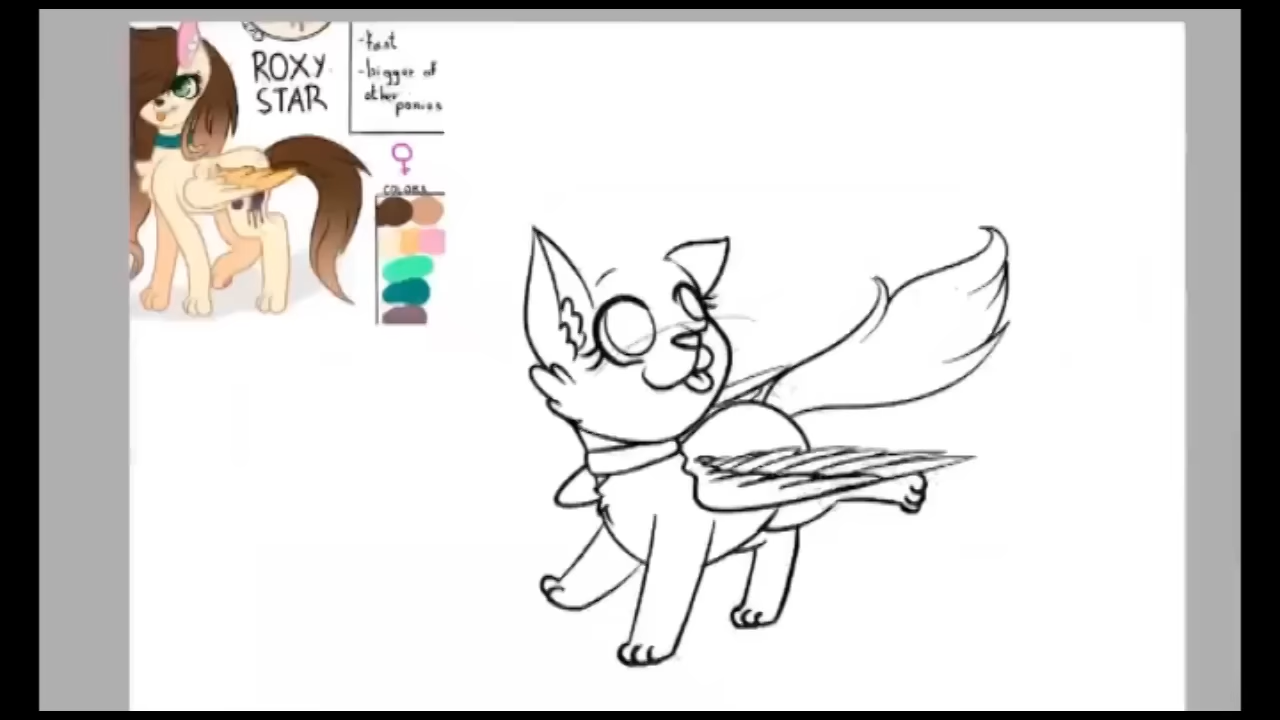 ROXY
STAR
-fast
-bigger of
other
ponies
COLORS